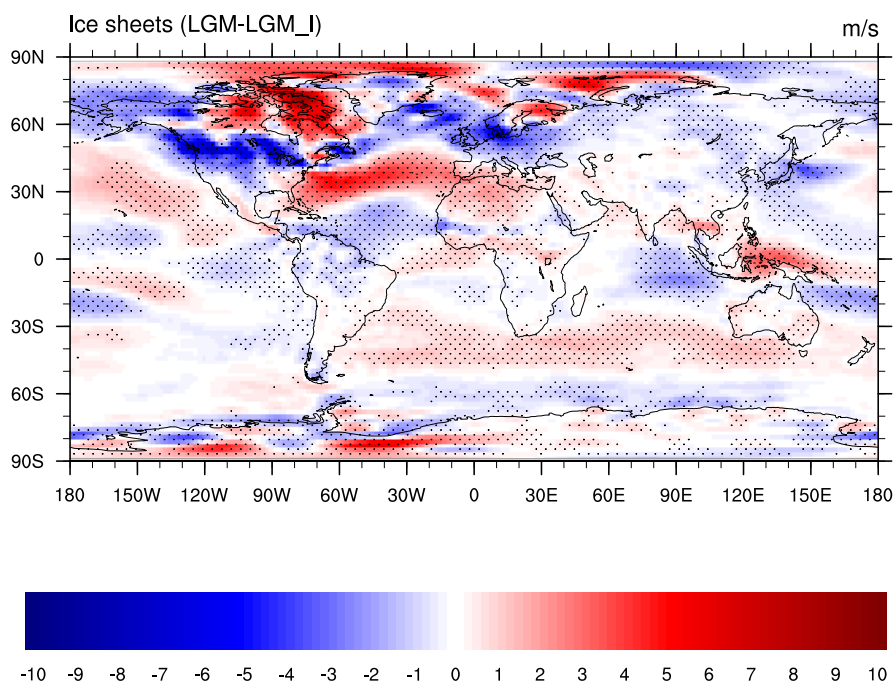 Ice sheets (LGM-LGM_I) m/s
90N
60N
30N
0
30S
60S
90S
180 150W 120W 90W 60W 30W 0 30E 60E 90E 120E 150E 180
-10 -9 -8 -7 -6 -5 -4 -3 -2 -1 0 1 2 3 4 5 6 7 8 9 10